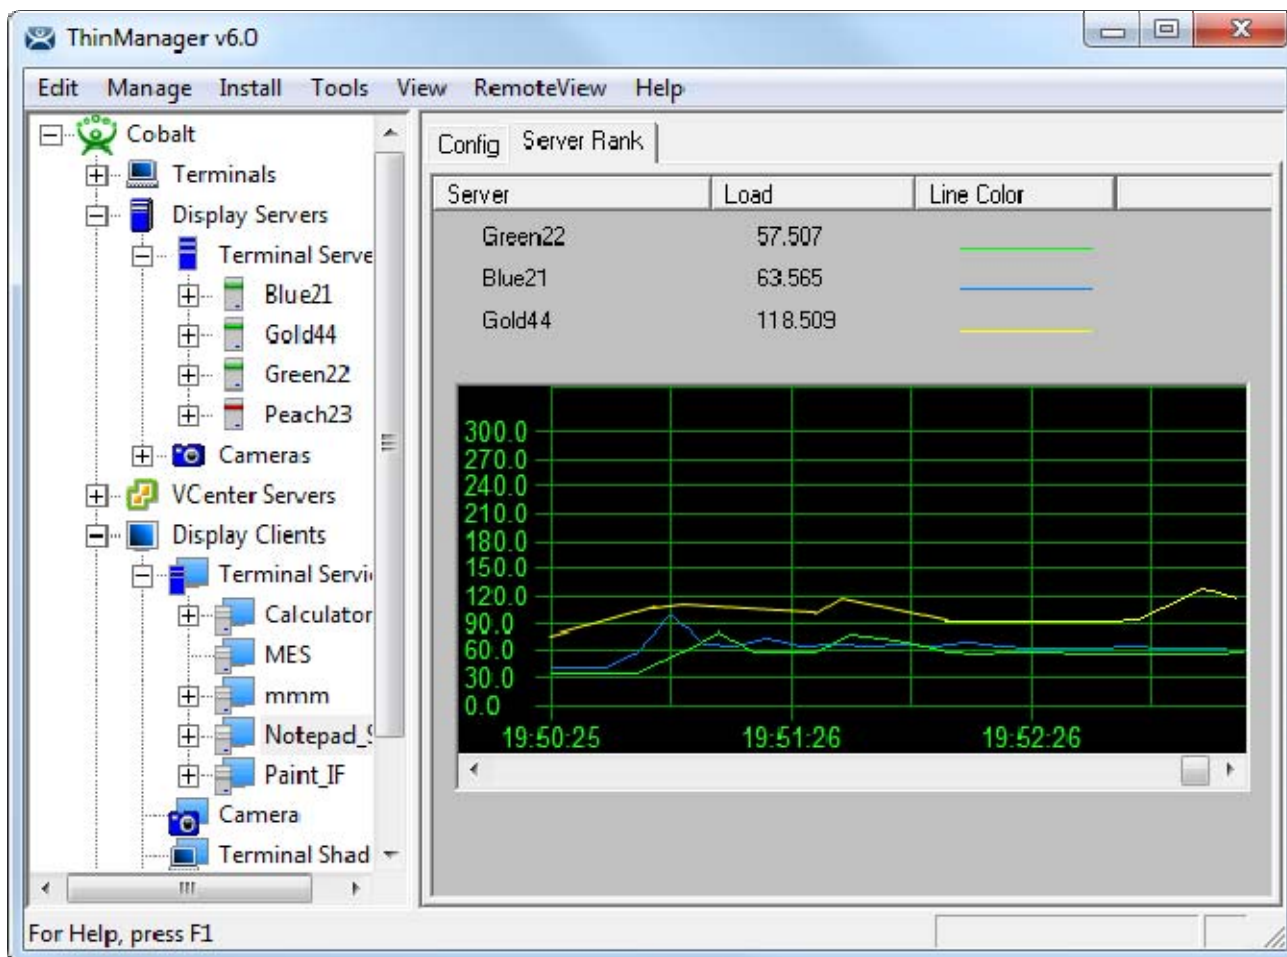 ThinManager v6.0
Edit Manage Install Tools View RemoteView Help
Cobalt
Terminals
Display Servers
Terminal Serve
Blue21
Gold44
Green22
Peach23
Cameras
VCenter Servers
Display Clients
Terminal Servi
Calculator
MES
mmm
Notepad_S
Paint_IF
Camera
Terminal Shad
Config Server Rank
Server Load Line Color
Green22 57.507
Blue21 63.565
Gold44 118.509
300.0
270.0
240.0
210.0
180.0
150.0
120.0
90.0
60.0
30.0
0.0
19:50:25 19:51:26 19:52:26
For Help, press F1